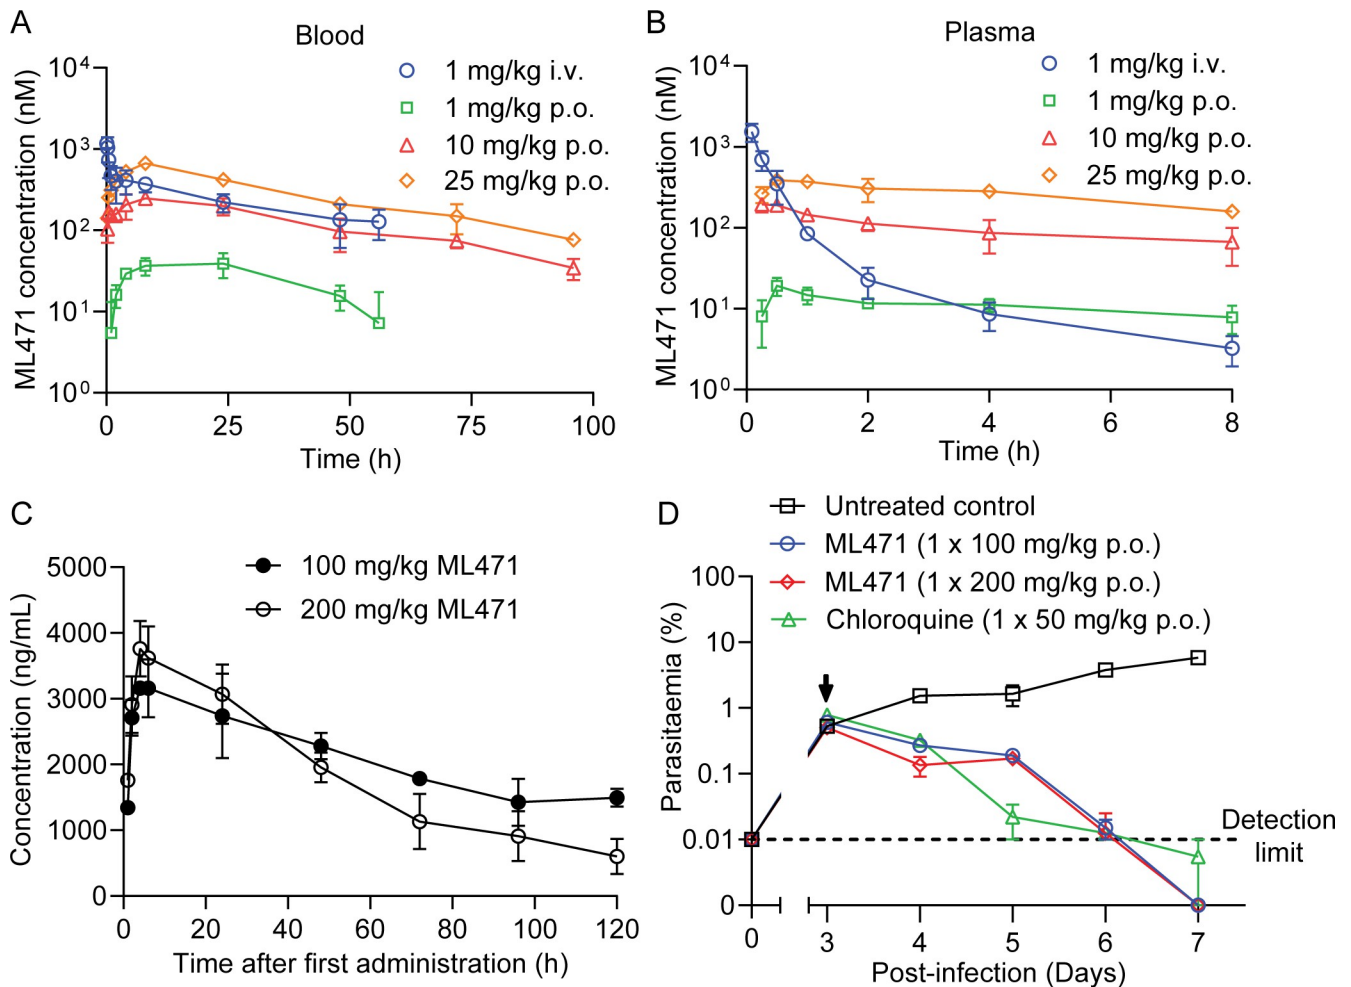 A
Blood
ML471 concentration (nM)
10⁴
10³
10²
10¹
10⁰
1 mg/kg i.v.
1 mg/kg p.o.
10 mg/kg p.o.
25 mg/kg p.o.
0 25 50 75 100
Time (h)
B
Plasma
ML471 concentration (nM)
10⁴
10³
10²
10¹
10⁰
1 mg/kg i.v.
1 mg/kg p.o.
10 mg/kg p.o.
25 mg/kg p.o.
0 2 4 6 8
Time (h)
C
Concentration (ng/mL)
5000
4000
3000
2000
1000
0
100 mg/kg ML471
200 mg/kg ML471
0 20 40 60 80 100 120
Time after first administration (h)
D
Untreated control
ML471 (1 x 100 mg/kg p.o.)
ML471 (1 x 200 mg/kg p.o.)
Chloroquine (1 x 50 mg/kg p.o.)
Parasitaemia (%)
100
10
1
0.1
0.01
0
Detection
limit
0 3 4 5 6 7
Post-infection (Days)